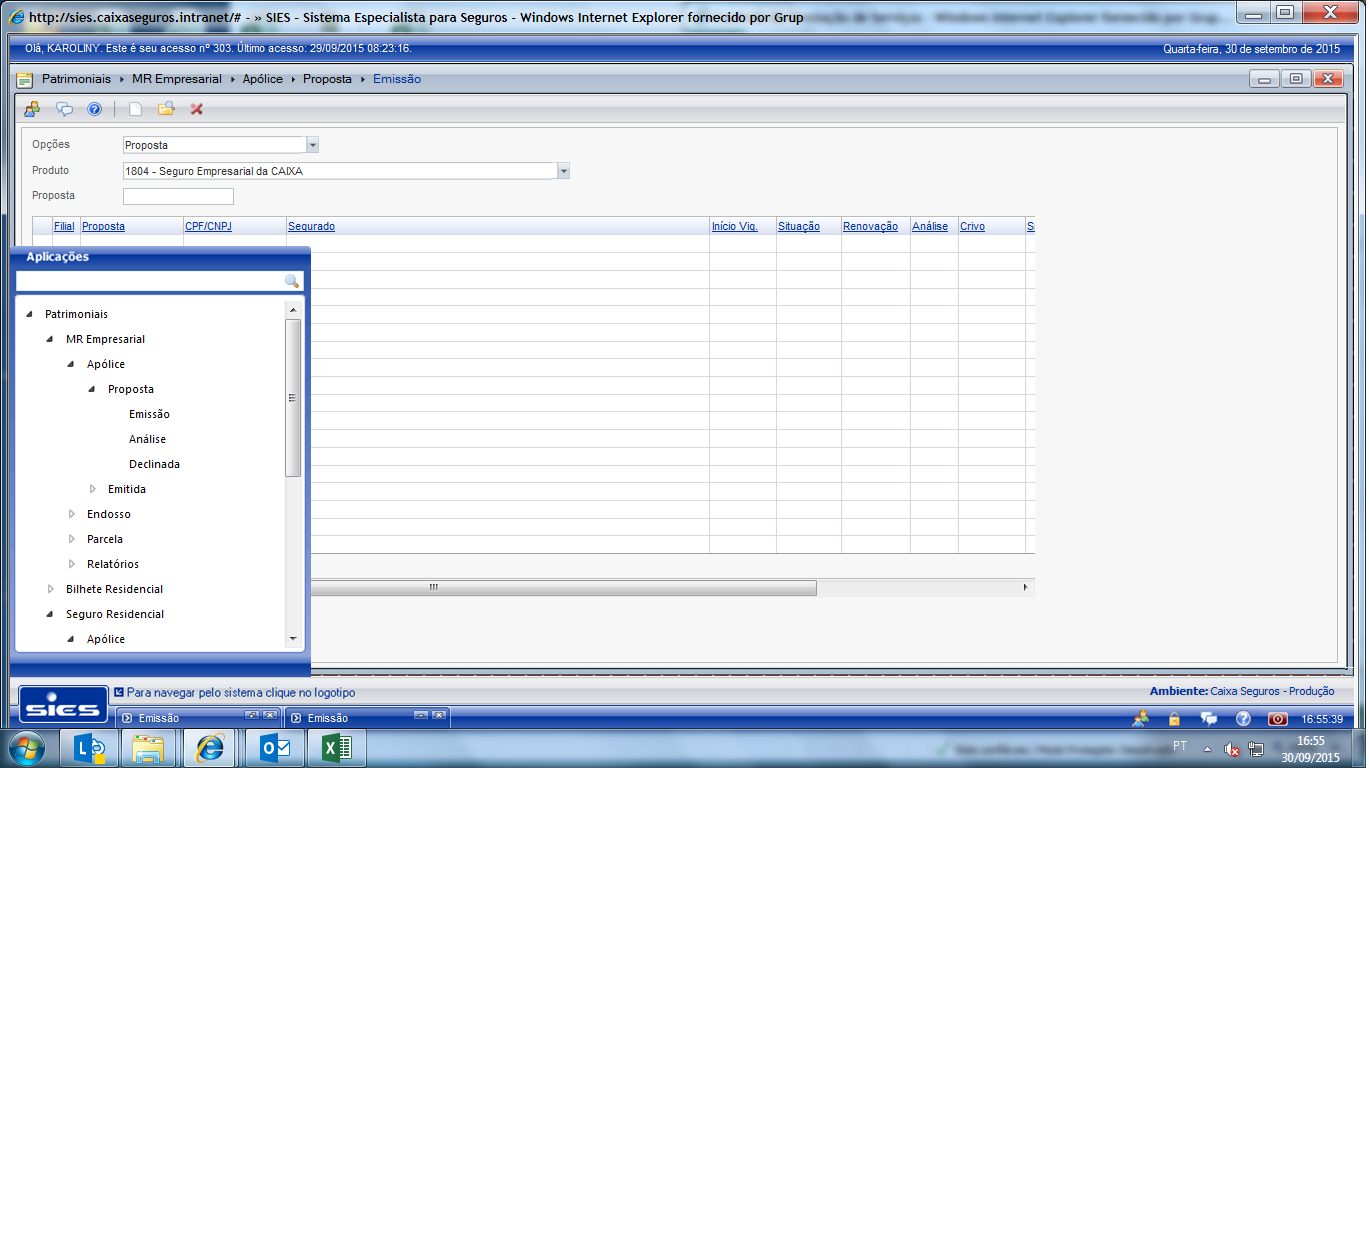 http://sies.caixaseguros.intranet/# - » SIES - Sistema Especialista para Seguros - Windows Internet Explorer fornecido por Grup
Olá, KAROLINY. Este é seu acesso nº 303. Último acesso: 29/09/2015 08:23:16.
Quarta-feira, 30 de setembro de 2015
Patrimoniais MR Empresarial Apólice Proposta Emissão
Opções Proposta
Produto 1804 - Seguro Empresarial da CAIXA
Proposta
Filial Proposta CPF/CNPJ Segurado Início Vig. Situação Renovação Análise Crivo
Aplicações
Patrimoniais
MR Empresarial
Apólice
Proposta
Emissão
Análise
Declinada
Emitida
Endosso
Parcela
Relatórios
Bilhete Residencial
Seguro Residencial
Apólice
Para navegar pelo sistema clique no logotipo
Ambiente: Caixa Seguros - Produção
sies
Emissão
Emissão
16:55:39
PT
16:55
30/09/2015